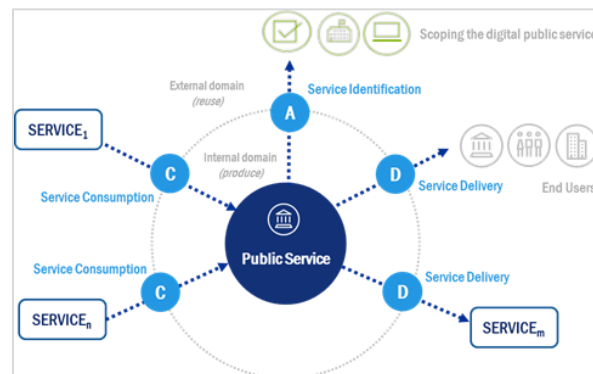 Scoping the digital public service
External domain
(reuse)
Service Identification
A
SERVICE1
Internal domain
(produce)
C
D
Service Consumption
Service Delivery
End Users
Public Service
Service Consumption
Service Delivery
C
D
SERVICEn
SERVICEm